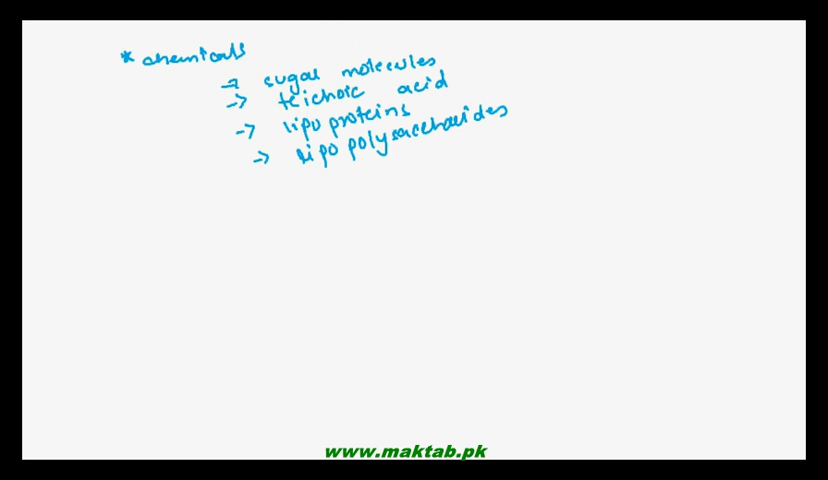 * chemicals
-> sugar molecules
-> teichoic acid
-> lipo proteins
-> lipo polysaccharides
www.maktab.pk